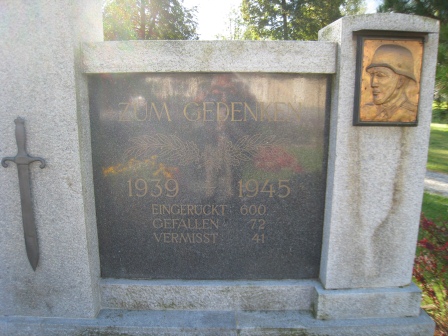 ZUM GEDENKEN
1939 1945
EINGERÜCKT 600
GEFALLEN 72
VERMISST 41